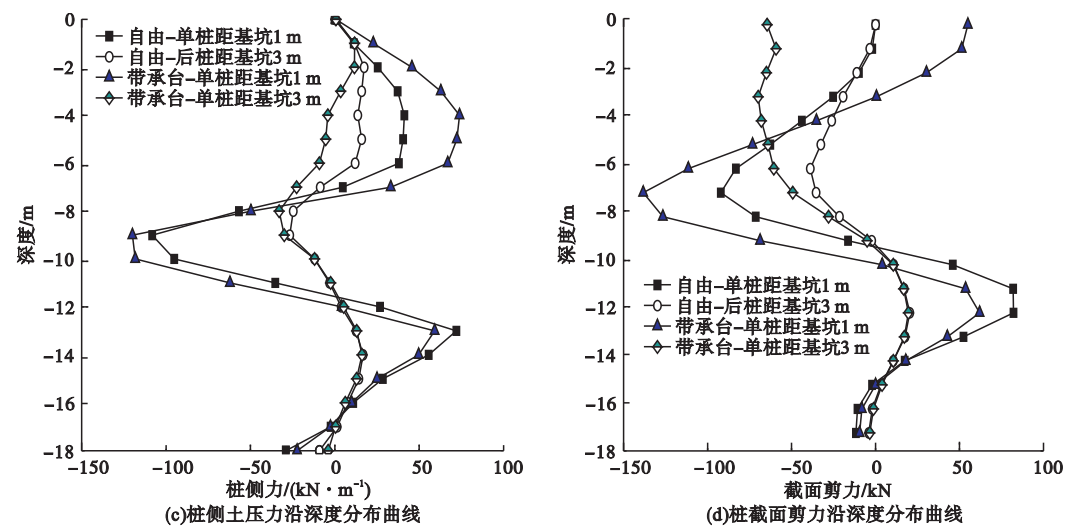 0
-2
-4
-6
-8
-10
-12
-14
-16
-18
深度/m
自由-单桩距基坑1 m
自由-后桩距基坑3 m
带承台-单桩距基坑1 m
带承台-单桩距基坑3 m
-150 -100 -50 0 50 100
桩侧力/(kN·m⁻¹)
(c)桩侧土压力沿深度分布曲线
0
-2
-4
-6
-8
-10
-12
-14
-16
-18
深度/m
自由-单桩距基坑1 m
自由-后桩距基坑3 m
带承台-单桩距基坑1 m
带承台-单桩距基坑3 m
-150 -100 -50 0 50 100
截面剪力/kN
(d)桩截面剪力沿深度分布曲线